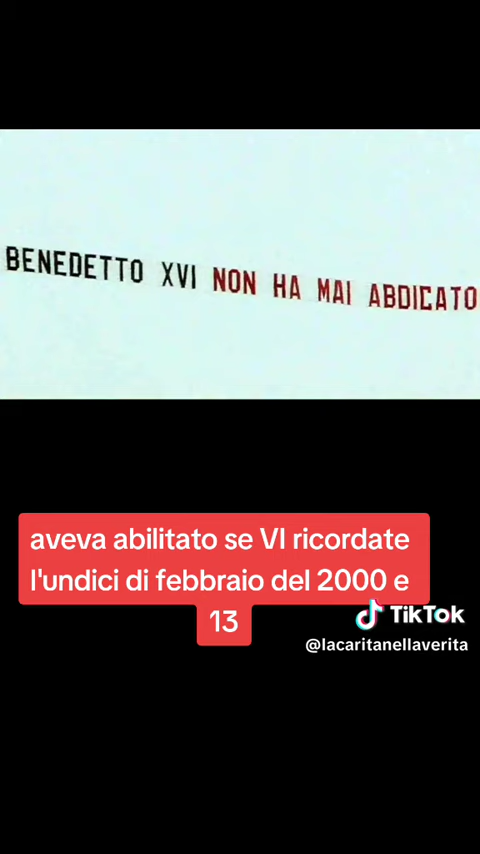 BENEDETTO XVI NON HA MAI ABDICATO
aveva abilitato se VI ricordate
l'undici di febbraio del 2000 e
13
TikTok
@lacaritanellaverita